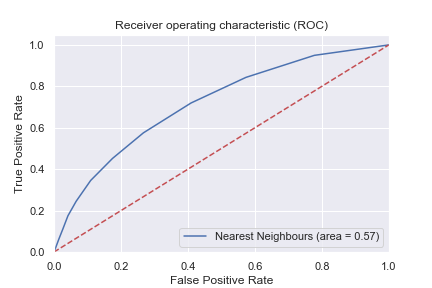 Receiver operating characteristic (ROC)
1.0
0.8
0.6
0.4
0.2
0.0
True Positive Rate
Nearest Neighbours (area = 0.57)
0.0 0.2 0.4 0.6 0.8 1.0
False Positive Rate